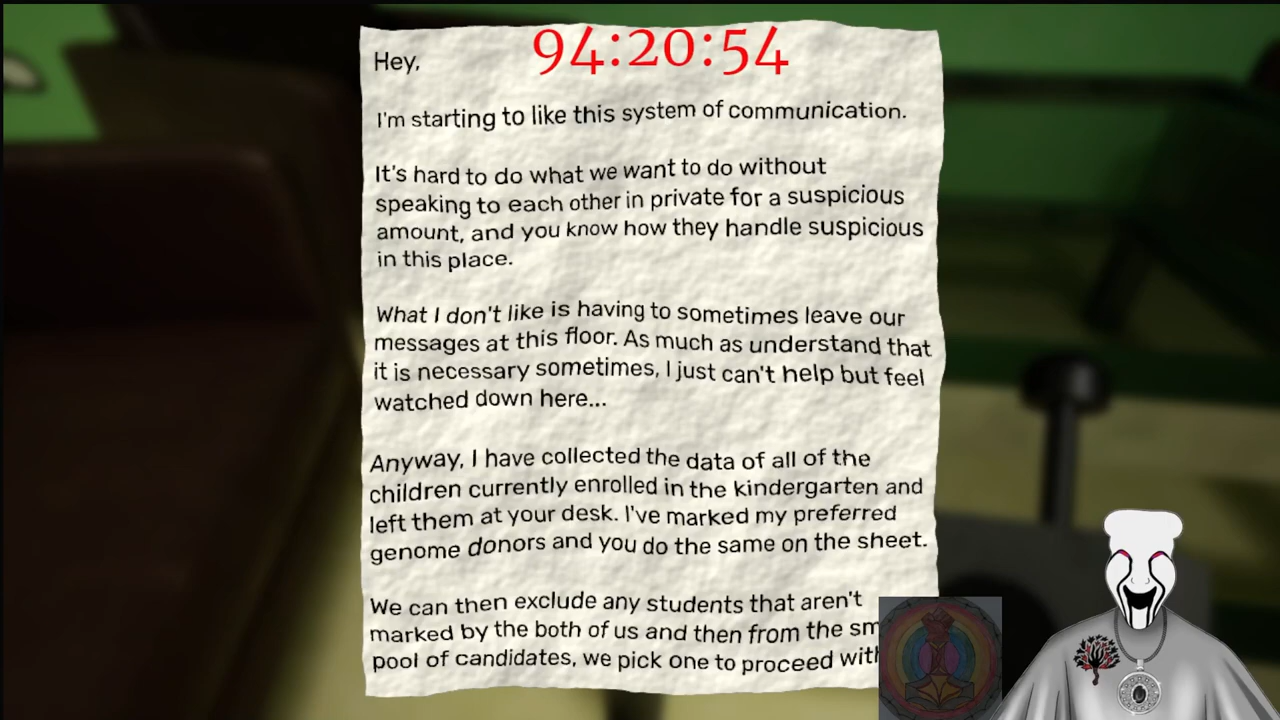 94:20:54
Hey,
I'm starting to like this system of communication.
It's hard to do what we want to do without
speaking to each other in private for a suspicious
amount, and you know how they handle suspicious
in this place.
What I don't like is having to sometimes leave our
messages at this floor. As much as understand that
it is necessary sometimes, I just can't help but feel
watched down here...
Anyway, I have collected the data of all of the
children currently enrolled in the kindergarten and
left them at your desk. I've marked my preferred
genome donors and you do the same on the sheet.
We can then exclude any students that aren't
marked by the both of us and then from the
pool of candidates, we pick one to proceed